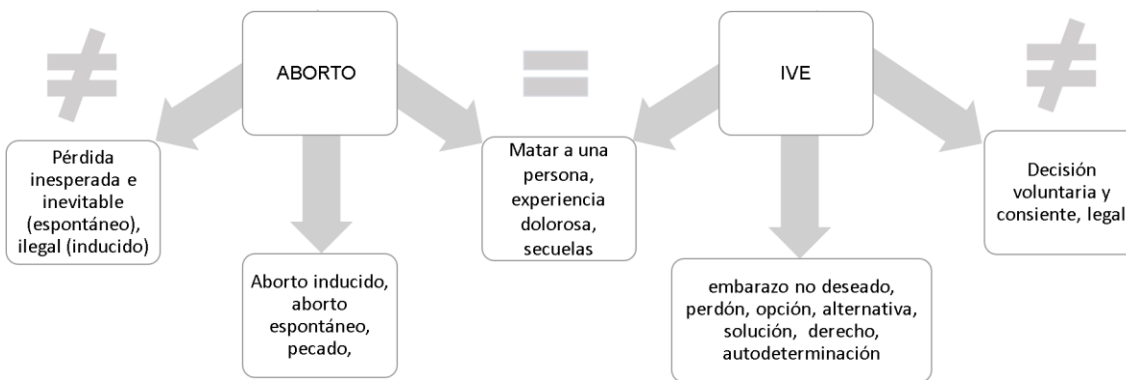 ≠
ABORTO
=
IVE
≠
Pérdida
inesperada e
inevitable
(espontáneo),
ilegal (inducido)
Matar a una
persona,
experiencia
dolorosa,
secuelas
Decisión
voluntaria y
consiente, legal
Aborto inducido,
aborto
espontáneo,
pecado,
embarazo no deseado,
perdón, opción, alternativa,
solución, derecho,
autodeterminación